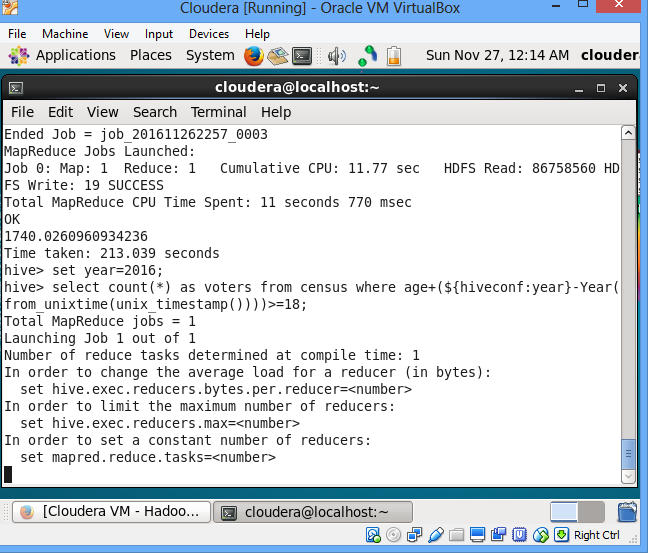 Cloudera [Running] - Oracle VM VirtualBox
File Machine View Input Devices Help
Applications Places System Sun Nov 27, 12:14 AM clouder
cloudera@localhost:~
File Edit View Search Terminal Help
Ended Job = job_201611262257_0003
MapReduce Jobs Launched:
Job 0: Map: 1  Reduce: 1   Cumulative CPU: 11.77 sec   HDFS Read: 86758560 HD
FS Write: 19 SUCCESS
Total MapReduce CPU Time Spent: 11 seconds 770 msec
OK
1740.0260960934236
Time taken: 213.039 seconds
hive> set year=2016;
hive> select count(*) as voters from census where age+(${hiveconf:year}-Year(
from_unixtime(unix_timestamp())))>=18;
Total MapReduce jobs = 1
Launching Job 1 out of 1
Number of reduce tasks determined at compile time: 1
In order to change the average load for a reducer (in bytes):
  set hive.exec.reducers.bytes.per.reducer=<number>
In order to limit the maximum number of reducers:
  set hive.exec.reducers.max=<number>
In order to set a constant number of reducers:
  set mapred.reduce.tasks=<number>
[Cloudera VM - Hadoo... cloudera@localhost:~
Right Ctrl